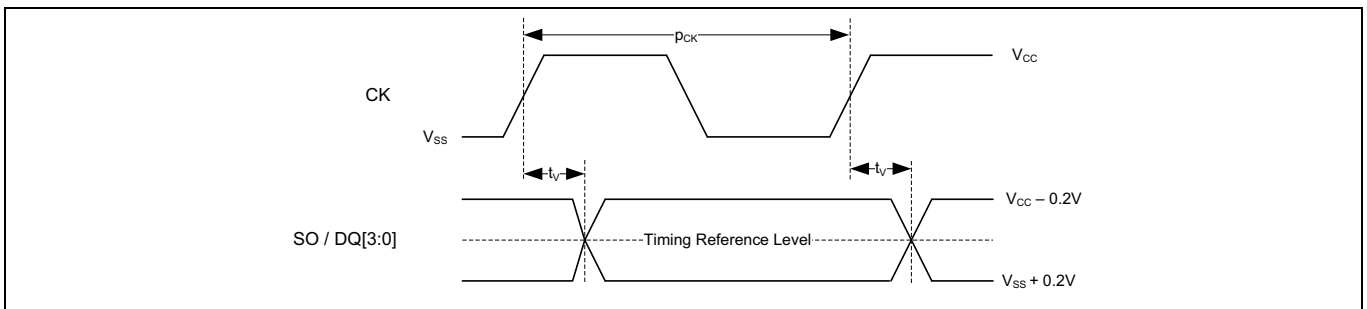 pCK
VCC
CK
VSS
tV
tV
VCC – 0.2V
SO / DQ[3:0]
Timing Reference Level
VSS + 0.2V